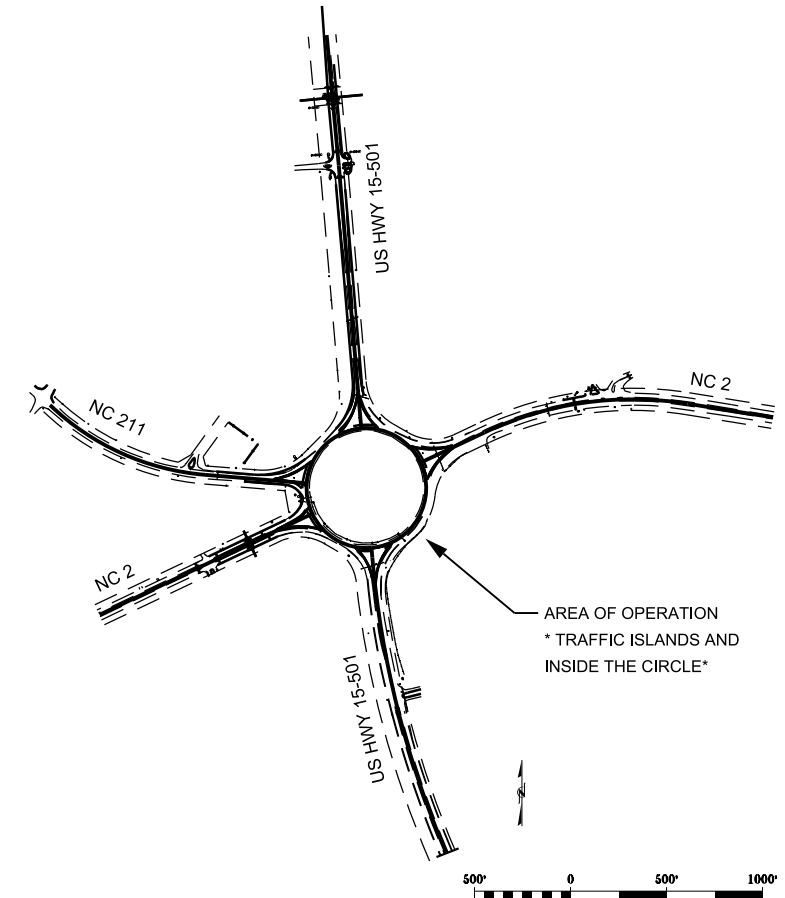 US HWY 15-501
NC 2
NC 211
NC 2
AREA OF OPERATION
* TRAFFIC ISLANDS AND
INSIDE THE CIRCLE*
US HWY 15-501
N
500' 0 500' 1000'